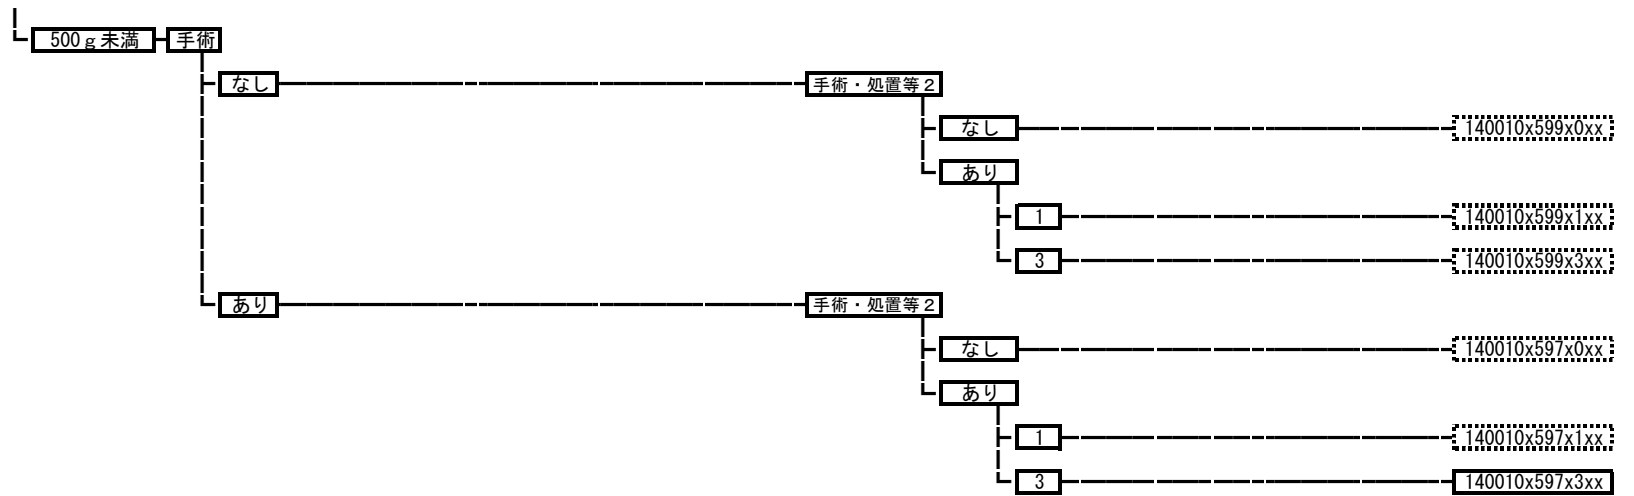 500ｇ未満 手術
なし 手術・処置等２
なし 140010x599x0xx
あり
1 140010x599x1xx
3 140010x599x3xx
あり 手術・処置等２
なし 140010x597x0xx
あり
1 140010x597x1xx
3 140010x597x3xx